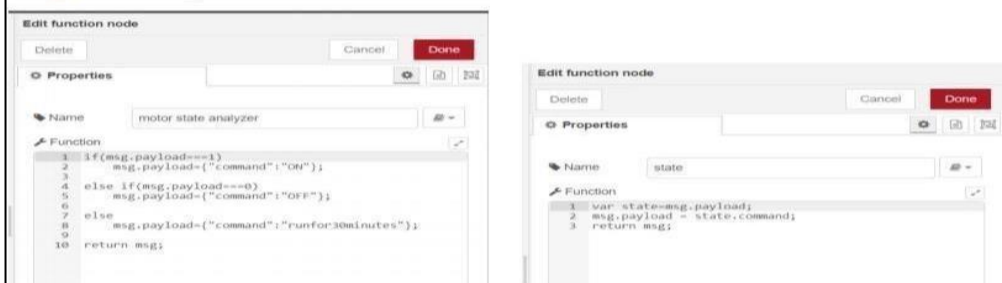 Edit function node
Delete
Cancel
Done
Properties
Name
motor state analyzer
Function
1 if(msg.payload===1)
2 msg.payload={"command":"ON"};
3
4 else if(msg.payload===0)
5 msg.payload={"command":"OFF"};
6
7 else
8 msg.payload={"command":"runfor30minutes"};
9
10 return msg;
Edit function node
Delete
Cancel
Done
Properties
Name
state
Function
1 var state=msg.payload;
2 msg.payload = state.command;
3 return msg;